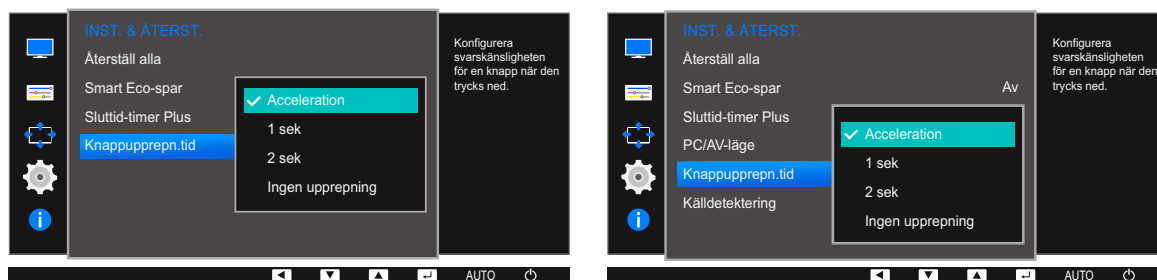 INST. & ÅTERST.
Återställ alla
Smart Eco-spar
Sluttid-timer Plus
Knappupprepn.tid
Acceleration
1 sek
2 sek
Ingen upprepning
Konfigurera
svarskänsligheten
för en knapp när den
trycks ned.
AUTO
INST. & ÅTERST.
Återställ alla
Smart Eco-spar Av
Sluttid-timer Plus
PC/AV-läge
Knappupprepn.tid
Källdetektering
Acceleration
1 sek
2 sek
Ingen upprepning
Konfigurera
svarskänsligheten
för en knapp när den
trycks ned.
AUTO